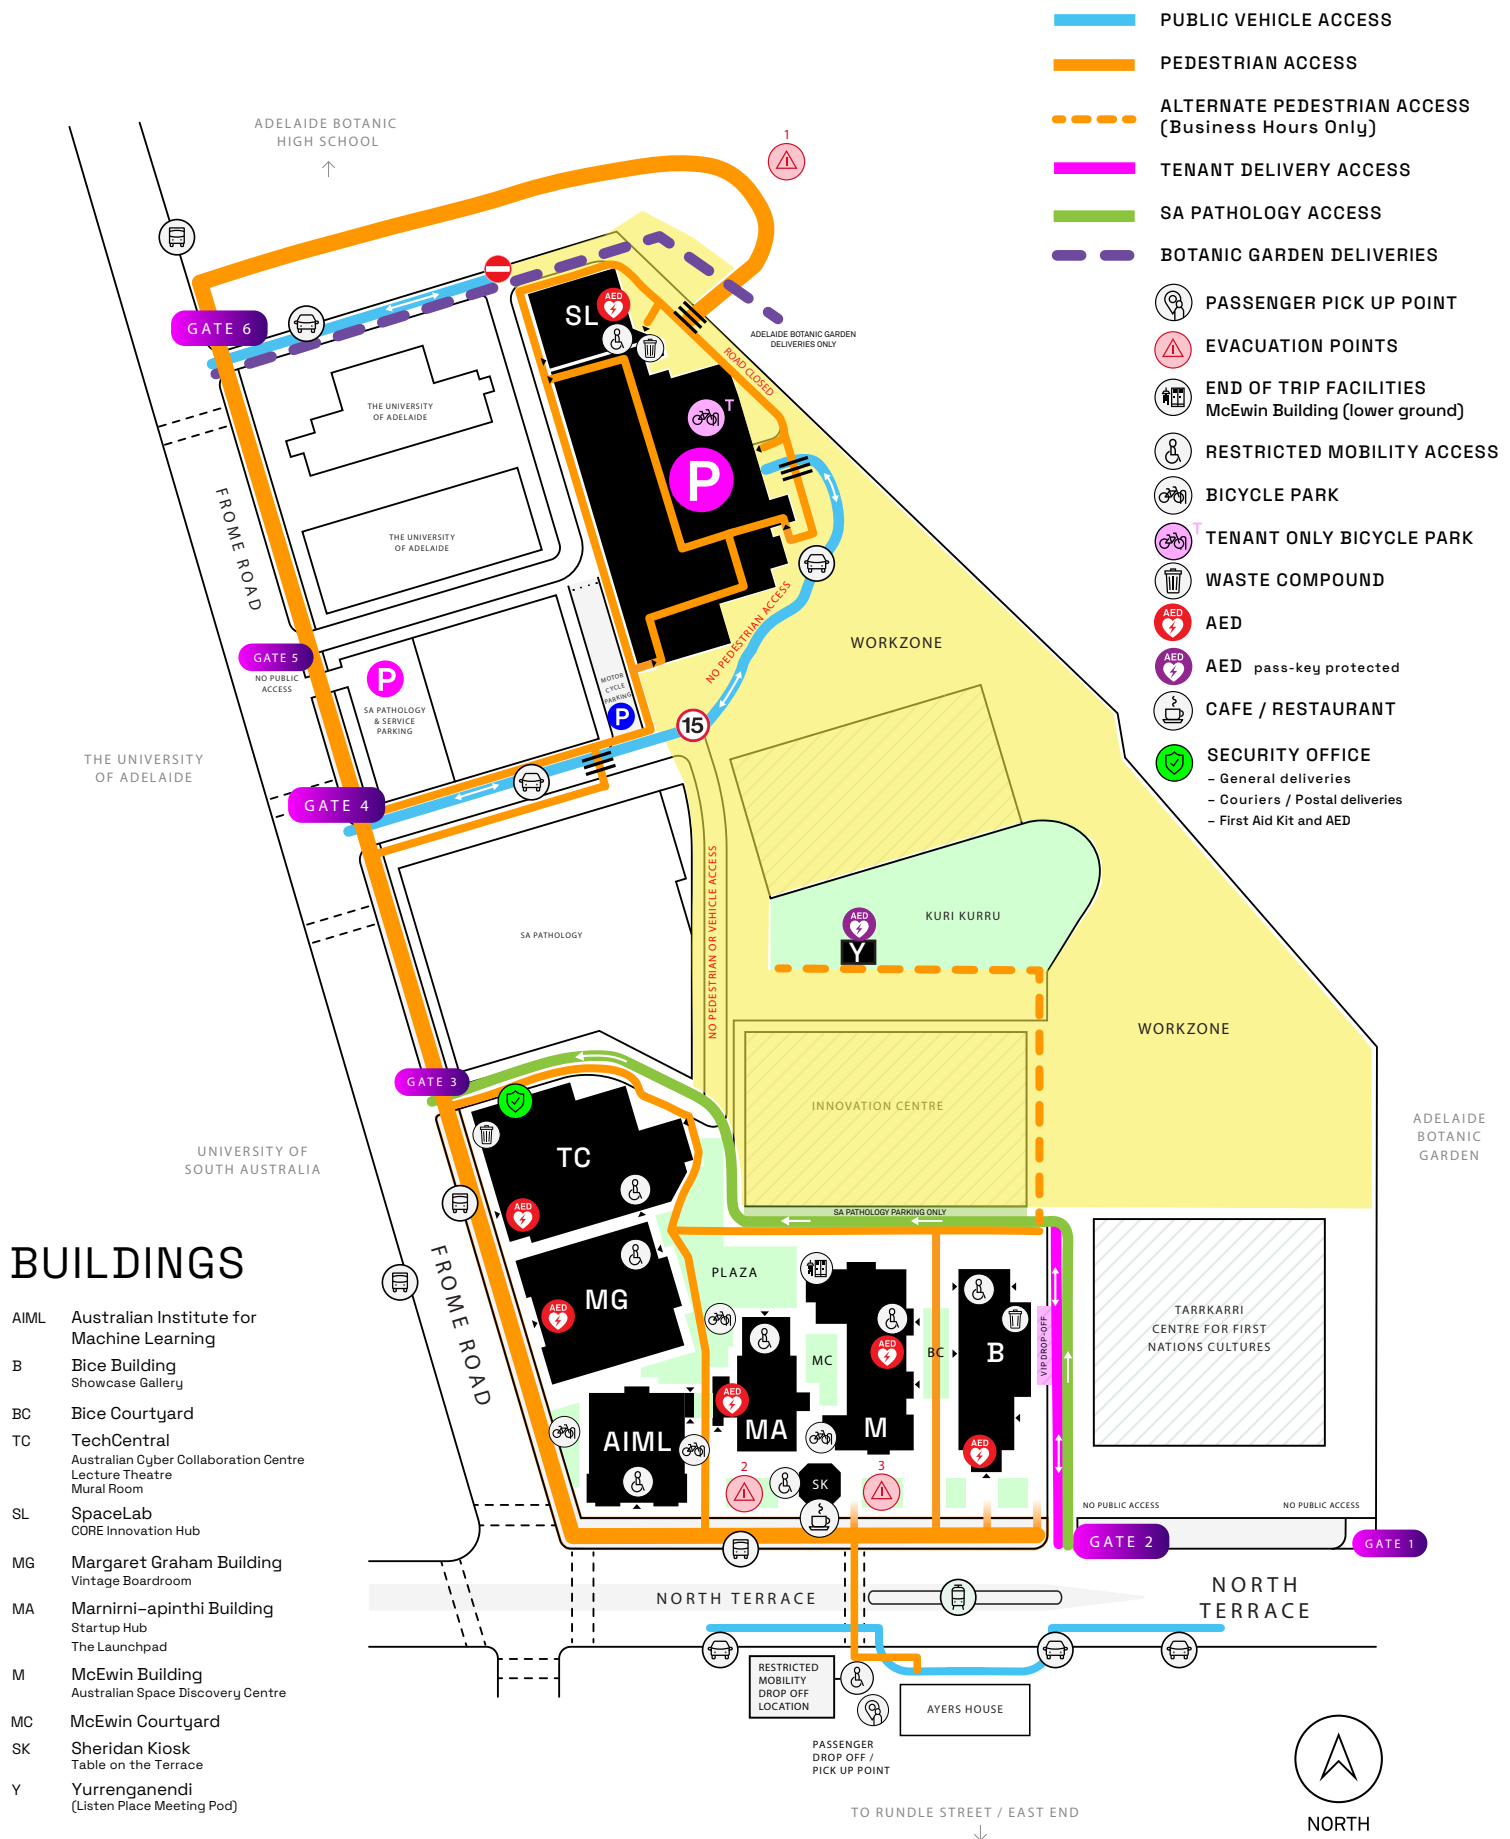 PUBLIC VEHICLE ACCESS
PEDESTRIAN ACCESS
ALTERNATE PEDESTRIAN ACCESS
(Business Hours Only)
TENANT DELIVERY ACCESS
SA PATHOLOGY ACCESS
BOTANIC GARDEN DELIVERIES
PASSENGER PICK UP POINT
EVACUATION POINTS
END OF TRIP FACILITIES
McEwin Building (lower ground)
RESTRICTED MOBILITY ACCESS
BICYCLE PARK
T
TENANT ONLY BICYCLE PARK
WASTE COMPOUND
AED
AED
AED
AED pass-key protected
CAFE / RESTAURANT
SECURITY OFFICE
– General deliveries
– Couriers / Postal deliveries
– First Aid Kit and AED
ADELAIDE BOTANIC
HIGH SCHOOL
1
GATE 6
SL
AED
ADELAIDE BOTANIC GARDEN
DELIVERIES ONLY
ROAD CLOSED
THE UNIVERSITY
OF ADELAIDE
T
P
THE UNIVERSITY
OF ADELAIDE
FROME ROAD
NO PEDESTRIAN ACCESS
WORKZONE
GATE 5
NO PUBLIC
ACCESS
P
SA PATHOLOGY
& SERVICE
PARKING
MOTOR
CYCLE
PARKING
P
15
THE UNIVERSITY
OF ADELAIDE
GATE 4
NO PEDESTRIAN OR VEHICLE ACCESS
SA PATHOLOGY
AED
Y
KURI KURRU
WORKZONE
GATE 3
INNOVATION CENTRE
ADELAIDE
BOTANIC
GARDEN
UNIVERSITY OF
SOUTH AUSTRALIA
TC
AED
SA PATHOLOGY PARKING ONLY
FROME ROAD
MG
AED
PLAZA
MC
AED
BC
B
VIP DROP-OFF
TARRKARRI
CENTRE FOR FIRST
NATIONS CULTURES
AED
MA
M
AIML
AED
2
SK
3
NO PUBLIC ACCESS
NO PUBLIC ACCESS
GATE 2
GATE 1
NORTH TERRACE
NORTH
TERRACE
RESTRICTED
MOBILITY
DROP OFF
LOCATION
AYERS HOUSE
PASSENGER
DROP OFF /
PICK UP POINT
TO RUNDLE STREET / EAST END
NORTH
BUILDINGS
AIML Australian Institute for
Machine Learning
B Bice Building
Showcase Gallery
BC Bice Courtyard
TC TechCentral
Australian Cyber Collaboration Centre
Lecture Theatre
Mural Room
SL SpaceLab
CORE Innovation Hub
MG Margaret Graham Building
Vintage Boardroom
MA Marnirni–apinthi Building
Startup Hub
The Launchpad
M McEwin Building
Australian Space Discovery Centre
MC McEwin Courtyard
SK Sheridan Kiosk
Table on the Terrace
Y Yurrenganendi
(Listen Place Meeting Pod)